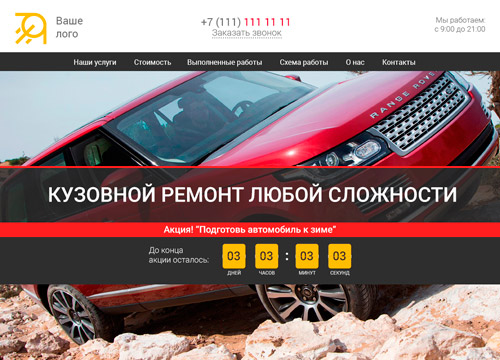 Ваше
лого
+7 (111) 111 11 11
Заказать звонок
Мы работаем:
с 9:00 до 21:00
Наши услуги Стоимость Выполненные работы Схема работы О нас Контакты
RANGE ROVER
КУЗОВНОЙ РЕМОНТ ЛЮБОЙ СЛОЖНОСТИ
Акция! "Подготовь автомобиль к зиме"
До конца
акции осталось:
03 03 : 03 03
ДНЕЙ ЧАСОВ МИНУТ СЕКУНД